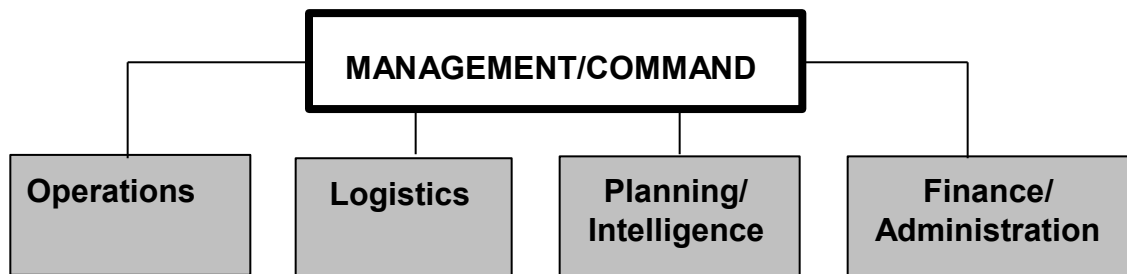 MANAGEMENT/COMMAND
Operations
Logistics
Planning/
Intelligence
Finance/
Administration